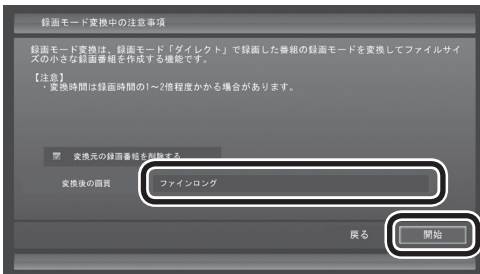 録画モード変換中の注意事項
録画モード変換は、録画モード「ダイレクト」で録画した番組の録画モードを変換してファイルサイ
ズの小さな録画番組を作成する機能です。
【注意】
・変換時間は録画時間の1～2倍程度かかる場合があります。
変換元の録画番組を削除する
変換後の画質 ファインロング
戻る 開始